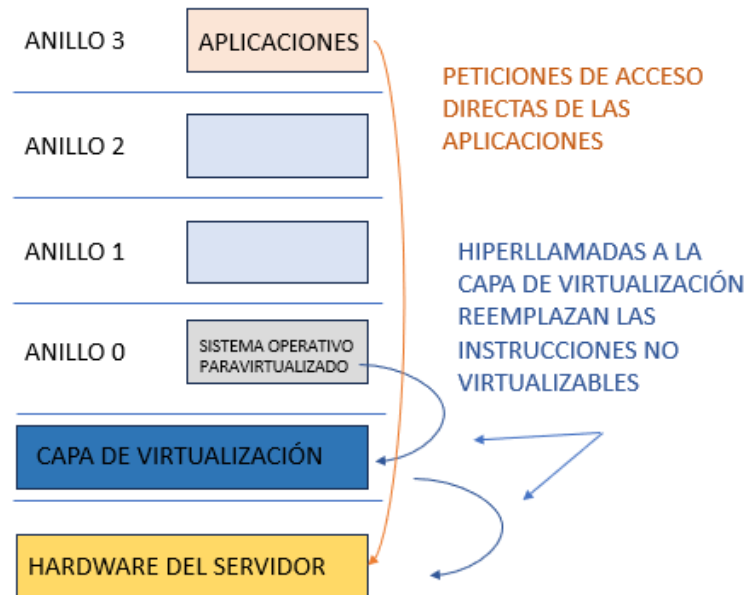 ANILLO 3
APLICACIONES
PETICIONES DE ACCESO
DIRECTAS DE LAS
APLICACIONES
ANILLO 2
ANILLO 1
HIPERLLAMADAS A LA
CAPA DE VIRTUALIZACIÓN
REEMPLAZAN LAS
INSTRUCCIONES NO
VIRTUALIZABLES
ANILLO 0
SISTEMA OPERATIVO
PARAVIRTUALIZADO
CAPA DE VIRTUALIZACIÓN
HARDWARE DEL SERVIDOR